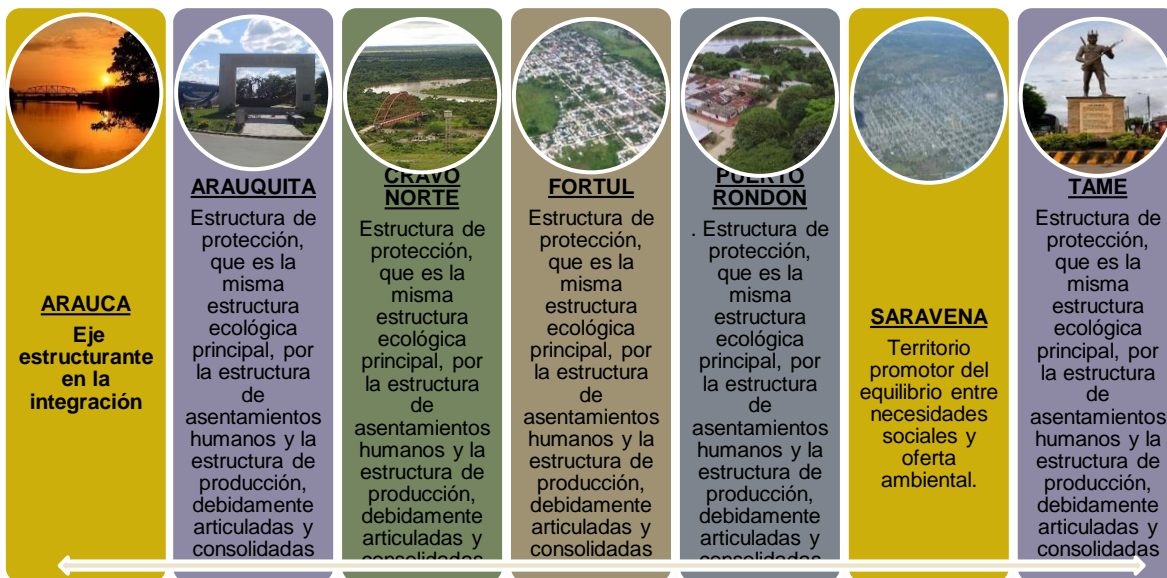 ARAUCA
Eje
estructurante
en la
integración
ARAUQUITA
Estructura de
protección,
que es la
misma
estructura
ecológica
principal, por
la estructura
de
asentamientos
humanos y la
estructura de
producción,
debidamente
articuladas y
consolidadas
CRAVO
NORTE
Estructura de
protección,
que es la
misma
estructura
ecológica
principal, por
la estructura
de
asentamientos
humanos y la
estructura de
producción,
debidamente
articuladas y
consolidadas
FORTUL
Estructura de
protección,
que es la
misma
estructura
ecológica
principal, por
la estructura
de
asentamientos
humanos y la
estructura de
producción,
debidamente
articuladas y
consolidadas
PUERTO
RONDON
. Estructura de
protección,
que es la
misma
estructura
ecológica
principal, por
la estructura
de
asentamientos
humanos y la
estructura de
producción,
debidamente
articuladas y
consolidadas
SARAVENA
Territorio
promotor del
equilibrio entre
necesidades
sociales y
oferta
ambiental.
TAME
Estructura de
protección,
que es la
misma
estructura
ecológica
principal, por
la estructura
de
asentamientos
humanos y la
estructura de
producción,
debidamente
articuladas y
consolidadas